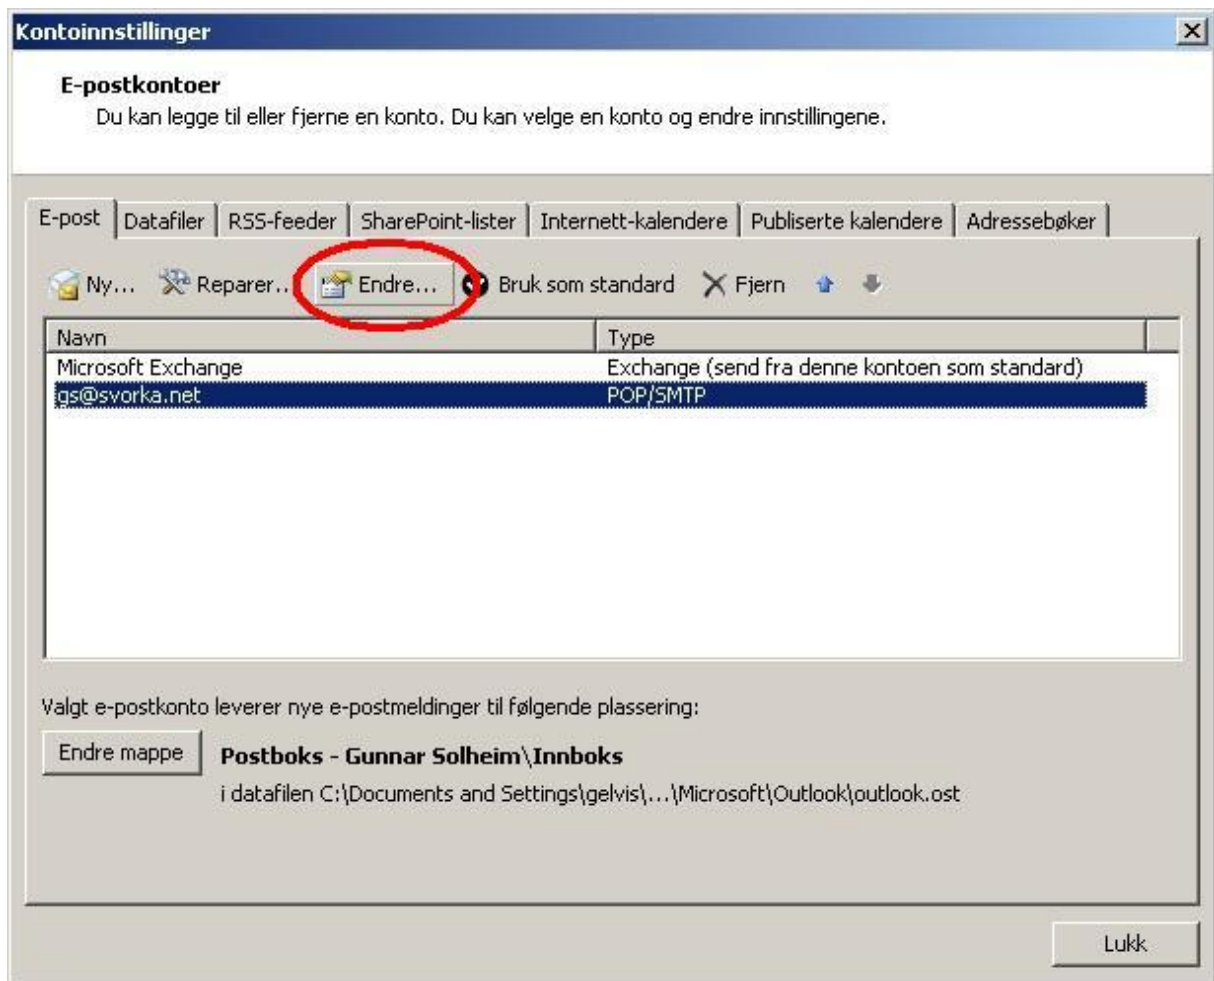 Kontoinnstillinger
E-postkontoer
Du kan legge til eller fjerne en konto. Du kan velge en konto og endre innstillingene.
E-post Datafiler RSS-feeder SharePoint-lister Internett-kalendere Publiserte kalendere Adressebøker
Ny... Reparer.. Endre... Bruk som standard Fjern
Navn Type
Microsoft Exchange Exchange (send fra denne kontoen som standard)
gs@svorka.net POP/SMTP
Valgt e-postkonto leverer nye e-postmeldinger til følgende plassering:
Endre mappe Postboks - Gunnar Solheim\Innboks
i datafilen C:\Documents and Settings\gelvis\...\Microsoft\Outlook\outlook.ost
Lukk